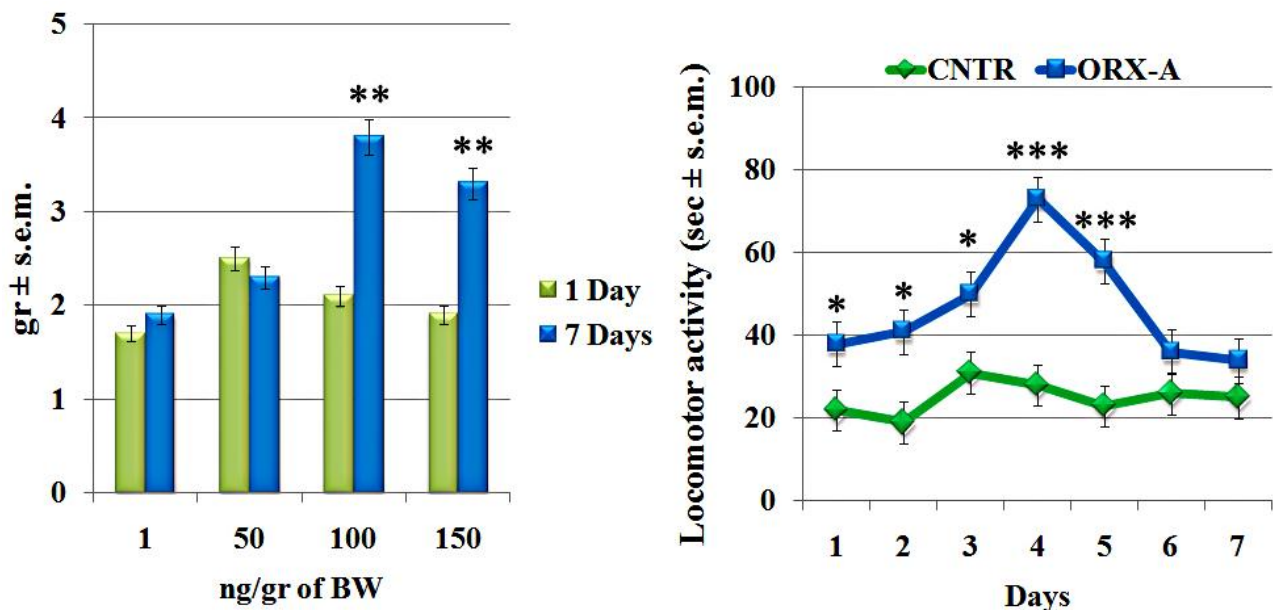 gr ± s.e.m.
5
4
3
2
1
0
**
**
1 Day
7 Days
1 50 100 150
ng/gr of BW
CNTR ORX-A
Locomotor activity (sec ± s.e.m.)
100
80
60
40
20
0
*
*
*
***
***
1 2 3 4 5 6 7
Days